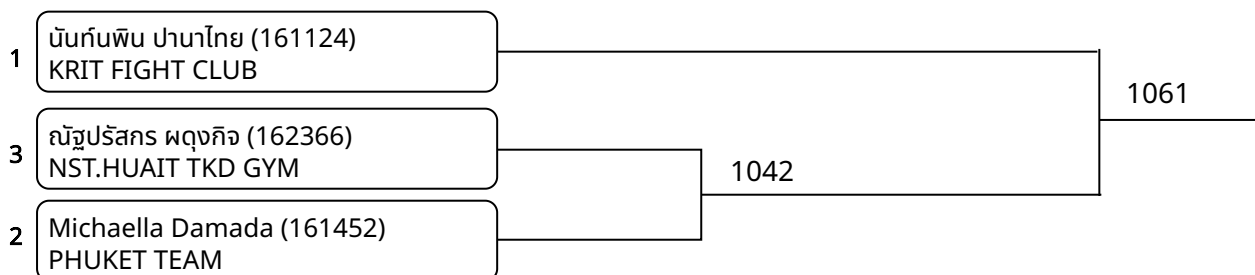 1
นันท์นพิน ปานาไทย (161124)
KRIT FIGHT CLUB
1061
3
ณัฐปรัสกร ผดุงกิจ (162366)
NST.HUAIT TKD GYM
1042
2
Michaella Damada (161452)
PHUKET TEAM